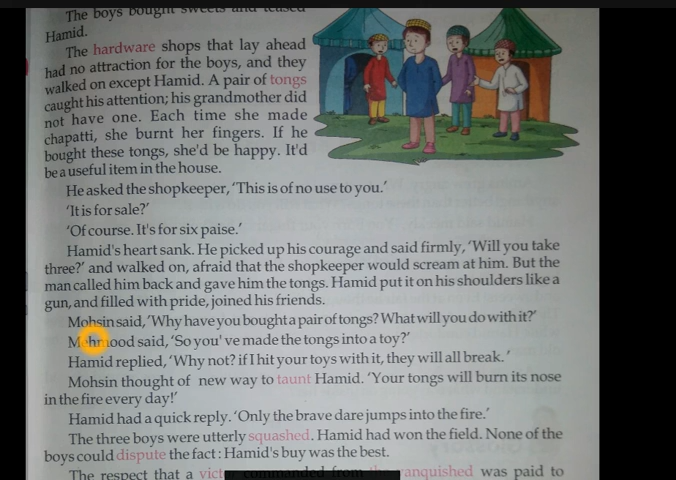 The boys bought sweets and teased
Hamid.
The hardware shops that lay ahead
had no attraction for the boys, and they
walked on except Hamid. A pair of tongs
caught his attention; his grandmother did
not have one. Each time she made
chapatti, she burnt her fingers. If he
bought these tongs, she'd be happy. It'd
be a useful item in the house.
He asked the shopkeeper, 'This is of no use to you.'
'It is for sale?'
'Of course. It's for six paise.'
Hamid's heart sank. He picked up his courage and said firmly, 'Will you take
three?' and walked on, afraid that the shopkeeper would scream at him. But the
man called him back and gave him the tongs. Hamid put it on his shoulders like a
gun, and filled with pride, joined his friends.
Mohsin said, 'Why have you bought a pair of tongs? What will you do with it?'
Mehmood said, 'So you' ve made the tongs into a toy?'
Hamid replied, 'Why not? if I hit your toys with it, they will all break. '
Mohsin thought of new way to taunt Hamid. 'Your tongs will burn its nose
in the fire every day!'
Hamid had a quick reply. 'Only the brave dare jumps into the fire.'
The three boys were utterly squashed. Hamid had won the field. None of the
boys could dispute the fact : Hamid's buy was the best.
The respect that a commanded from vanquished was paid to